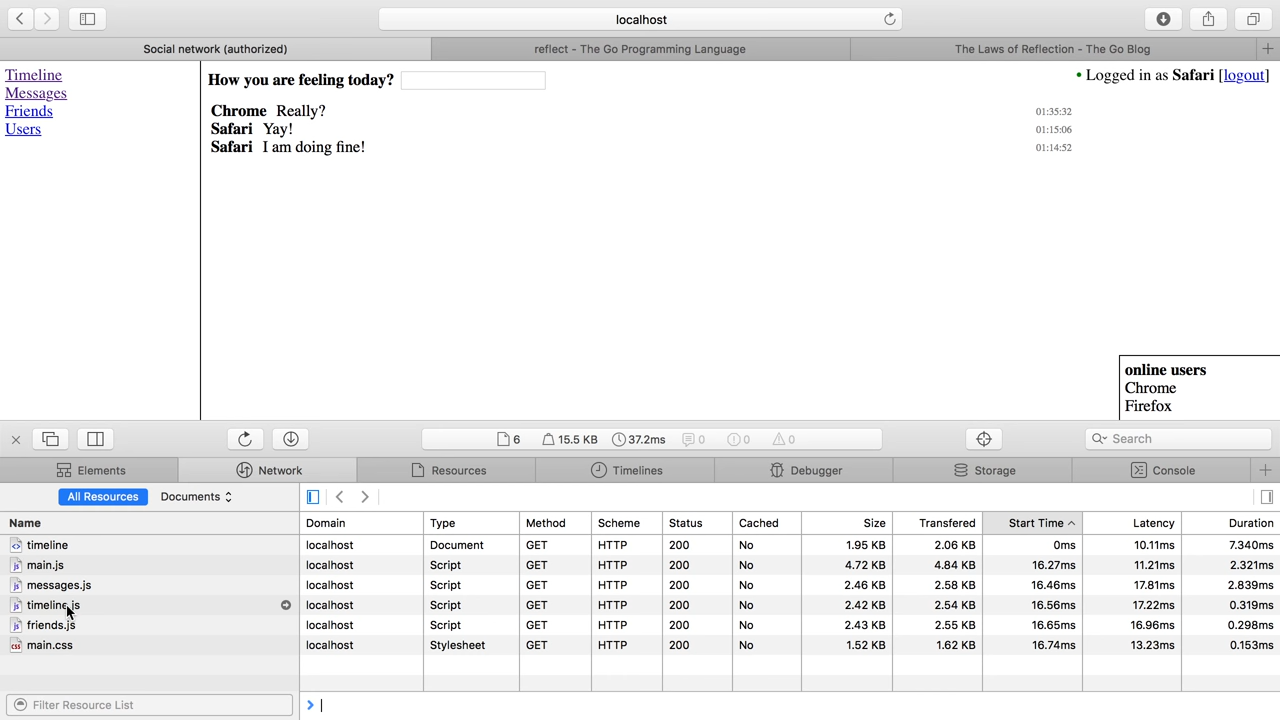 localhost
Social network (authorized)
reflect - The Go Programming Language
The Laws of Reflection - The Go Blog
Timeline
Messages
Friends
Users
How you are feeling today?
• Logged in as Safari [logout]
Chrome Really? 01:35:32
Safari Yay! 01:15:06
Safari I am doing fine! 01:14:52
online users
Chrome
Firefox
6 15.5 KB 37.2ms 0 0 0
Search
Elements Network Resources Timelines Debugger Storage Console
All Resources Documents
Name Domain Type Method Scheme Status Cached Size Transfered Start Time Latency Duration
timeline localhost Document GET HTTP 200 No 1.95 KB 2.06 KB 0ms 10.11ms 7.340ms
main.js localhost Script GET HTTP 200 No 4.72 KB 4.84 KB 16.27ms 11.21ms 2.321ms
messages.js localhost Script GET HTTP 200 No 2.46 KB 2.58 KB 16.46ms 17.81ms 2.839ms
timeline.js localhost Script GET HTTP 200 No 2.42 KB 2.54 KB 16.56ms 17.22ms 0.319ms
friends.js localhost Script GET HTTP 200 No 2.43 KB 2.55 KB 16.65ms 16.96ms 0.298ms
main.css localhost Stylesheet GET HTTP 200 No 1.52 KB 1.62 KB 16.74ms 13.23ms 0.153ms
Filter Resource List